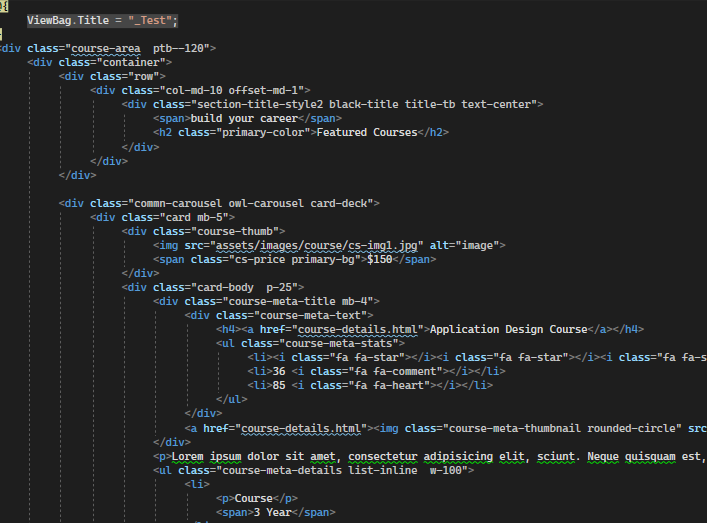 {
ViewBag.Title = "_Test";
<div class="course-area  ptb--120">
<div class="container">
<div class="row">
<div class="col-md-10 offset-md-1">
<div class="section-title-style2 black-title title-tb text-center">
<span>build your career</span>
<h2 class="primary-color">Featured Courses</h2>
</div>
</div>
</div>
<div class="commn-carousel owl-carousel card-deck">
<div class="card mb-5">
<div class="course-thumb">
<img src="assets/images/course/cs-img1.jpg" alt="image">
<span class="cs-price primary-bg">$150</span>
</div>
<div class="card-body  p-25">
<div class="course-meta-title mb-4">
<div class="course-meta-text">
<h4><a href="course-details.html">Application Design Course</a></h4>
<ul class="course-meta-stats">
<li><i class="fa fa-star"></i><i class="fa fa-star"></i><i class="fa fa-s
<li>36 <i class="fa fa-comment"></i></li>
<li>85 <i class="fa fa-heart"></i></li>
</ul>
</div>
<a href="course-details.html"><img class="course-meta-thumbnail rounded-circle" src
</div>
<p>Lorem ipsum dolor sit amet, consectetur adipisicing elit, sciunt. Neque quisquam est,
<ul class="course-meta-details list-inline  w-100">
<li>
<p>Course</p>
<span>3 Year</span>